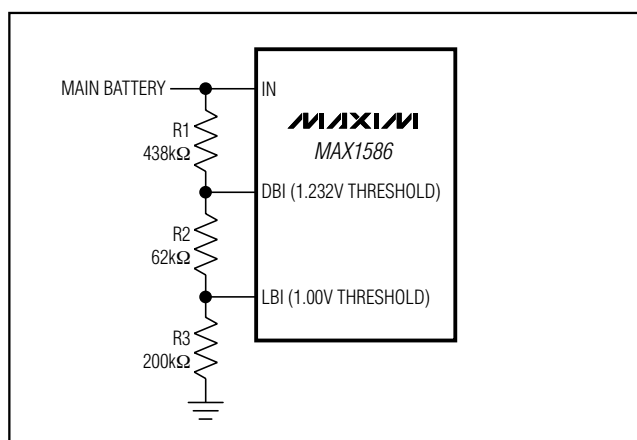 MAIN BATTERY
IN
MAXIM
MAX1586
R1
438kΩ
DBI (1.232V THRESHOLD)
R2
62kΩ
LBI (1.00V THRESHOLD)
R3
200kΩ